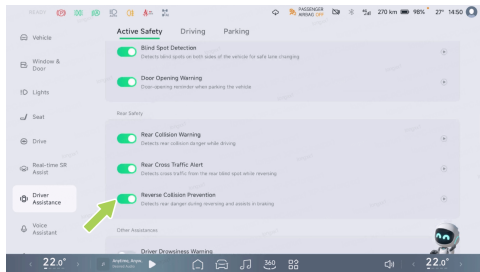 READY
PASSENGER
AIRBAG OFF
270 km
98%
27°
14:50
Vehicle
Active Safety
Driving
Parking
Blind Spot Detection
Detects blind spots on both sides of the vehicle for safe lane changing
Window &
Door
Door Opening Warning
Door-opening reminder when parking the vehicle
Lights
Rear Safety
Seat
Rear Collision Warning
Detects rear collision danger while driving
Drive
Real-time SR
Assist
Rear Cross Traffic Alert
Detects cross traffic from the rear blind spot while reversing
Driver
Assistance
Reverse Collision Prevention
Detects rear danger during reversing and assists in braking
Voice
Assistant
Other Assistances
Driver Drowsiness Warning
22.0°
360
22.0°